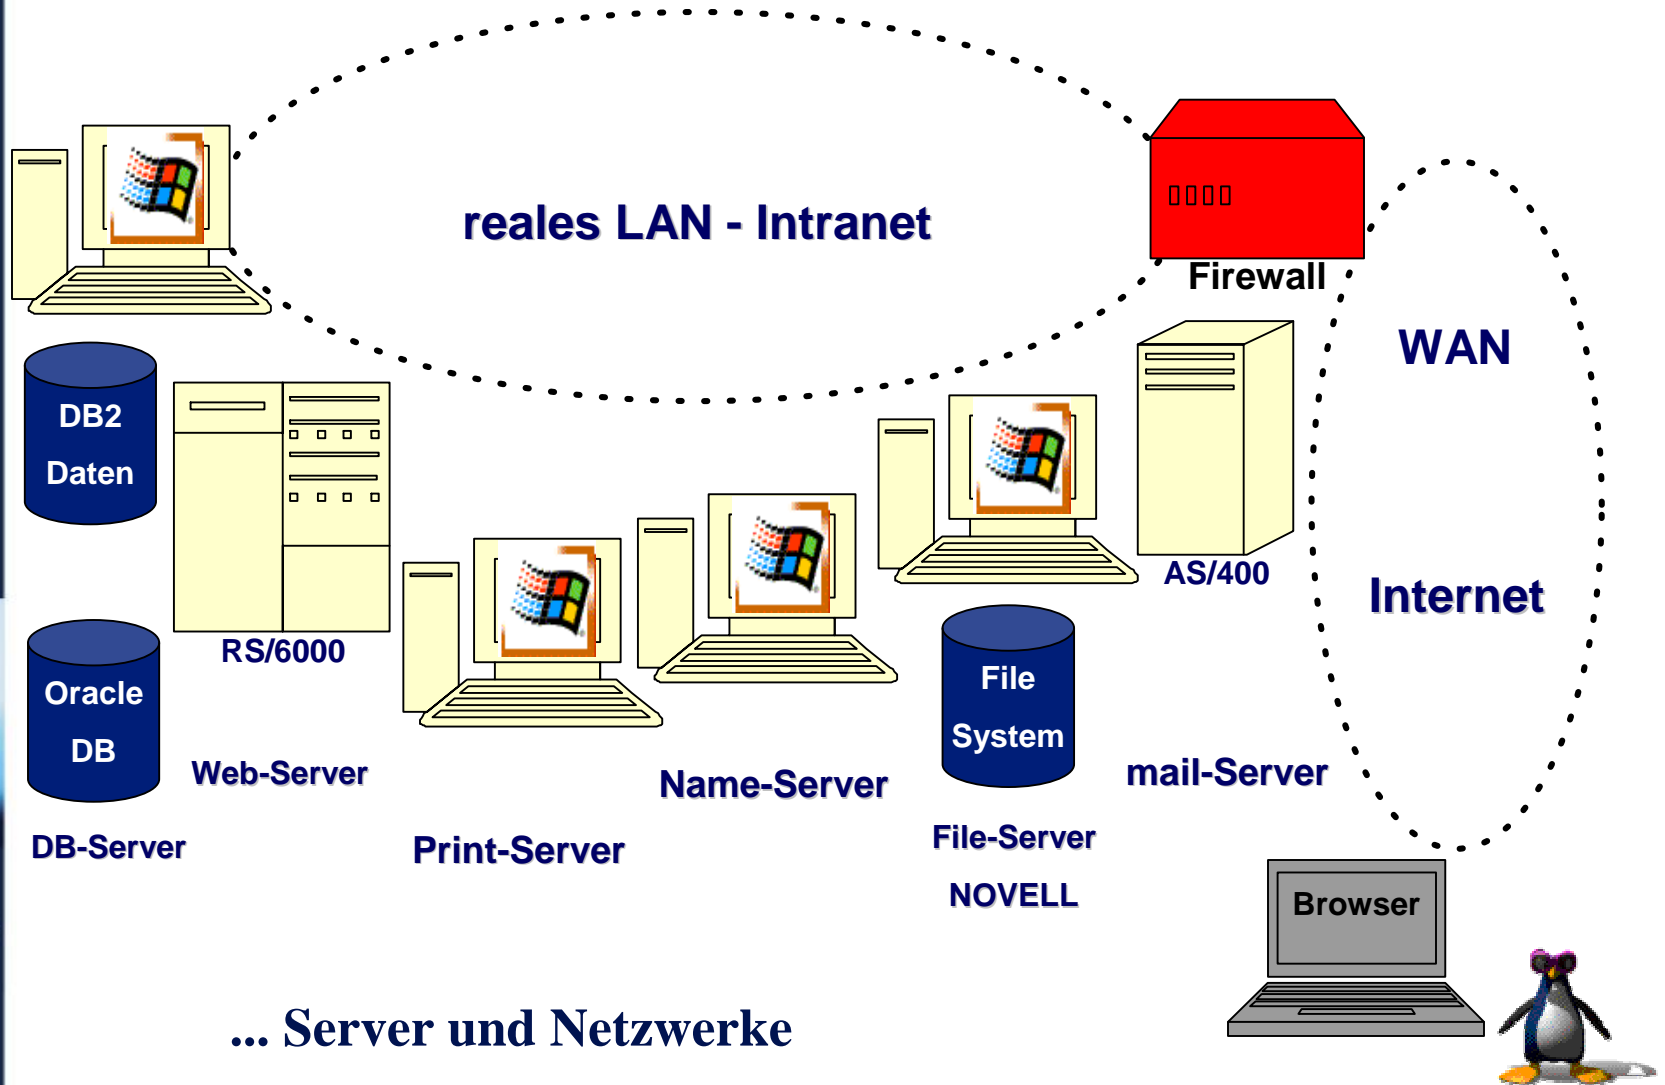 reales LAN - Intranet
Firewall
WAN
Internet
DB2
Daten
RS/6000
AS/400
Oracle
DB
File
System
Web-Server
Name-Server
mail-Server
DB-Server
Print-Server
File-Server
NOVELL
Browser
... Server und Netzwerke